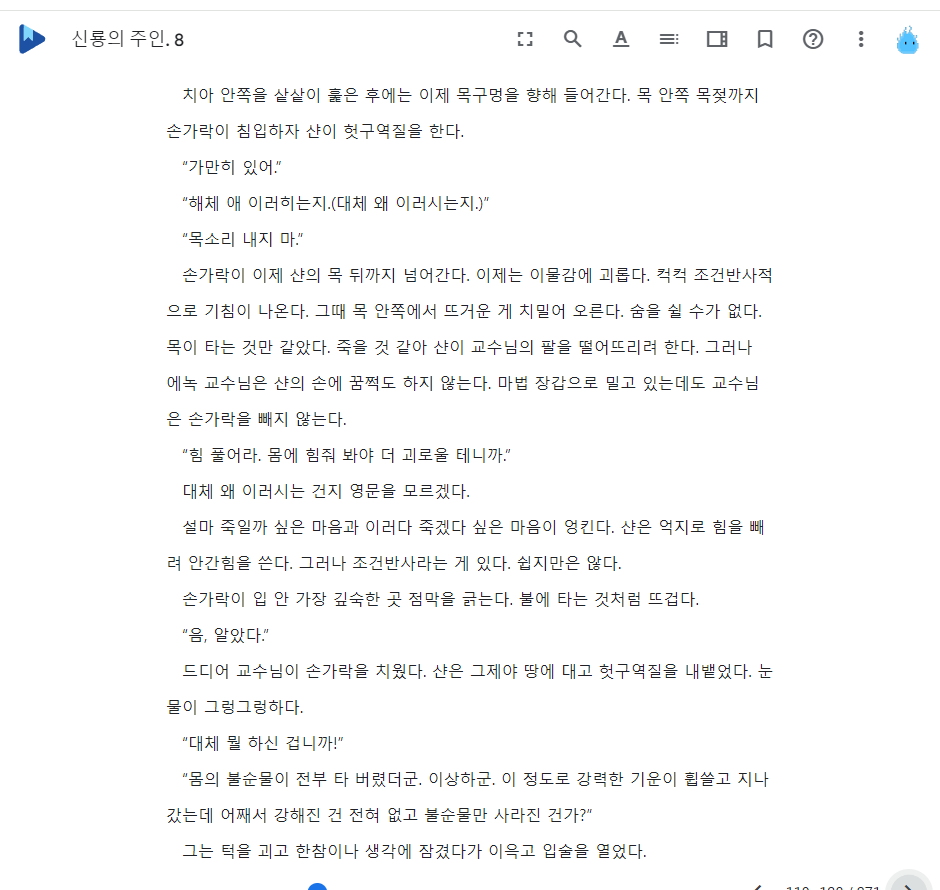 신룡의 주인. 8
치아 안쪽을 샅샅이 훑은 후에는 이제 목구멍을 향해 들어간다. 목 안쪽 목젖까지
손가락이 침입하자 샨이 헛구역질을 한다.
“가만히 있어.”
“해체 애 이러히는지.(대체 왜 이러시는지.)”
“목소리 내지 마.”
손가락이 이제 샨의 목 뒤까지 넘어간다. 이제는 이물감에 괴롭다. 컥컥 조건반사적
으로 기침이 나온다. 그때 목 안쪽에서 뜨거운 게 치밀어 오른다. 숨을 쉴 수가 없다.
목이 타는 것만 같았다. 죽을 것 같아 샨이 교수님의 팔을 떨어뜨리려 한다. 그러나
에녹 교수님은 샨의 손에 꿈쩍도 하지 않는다. 마법 장갑으로 밀고 있는데도 교수님
은 손가락을 빼지 않는다.
“힘 풀어라. 몸에 힘줘 봐야 더 괴로울 테니까.”
대체 왜 이러시는 건지 영문을 모르겠다.
설마 죽일까 싶은 마음과 이러다 죽겠다 싶은 마음이 엉킨다. 샨은 억지로 힘을 빼
려 안간힘을 쓴다. 그러나 조건반사라는 게 있다. 쉽지만은 않다.
손가락이 입 안 가장 깊숙한 곳 점막을 긁는다. 불에 타는 것처럼 뜨겁다.
“음, 알았다.”
드디어 교수님이 손가락을 치웠다. 샨은 그제야 땅에 대고 헛구역질을 내뱉었다. 눈
물이 그렁그렁하다.
“대체 뭘 하신 겁니까!”
“몸의 불순물이 전부 타 버렸더군. 이상하군. 이 정도로 강력한 기운이 휩쓸고 지나
갔는데 어째서 강해진 건 전혀 없고 불순물만 사라진 건가?”
그는 턱을 괴고 한참이나 생각에 잠겼다가 이윽고 입술을 열었다.